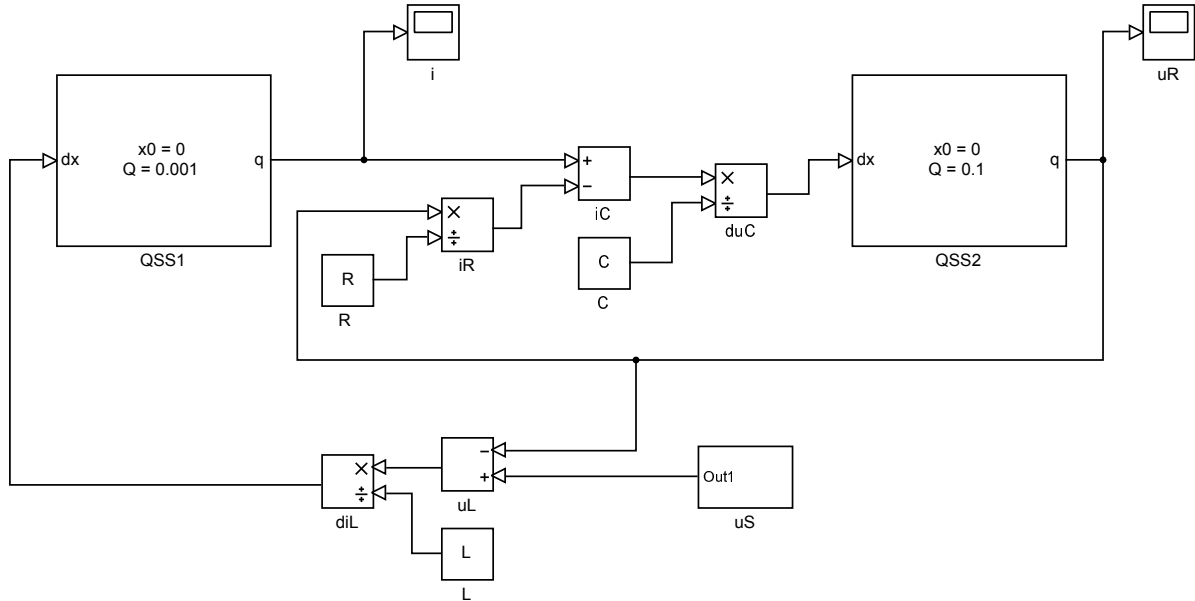 i
uR
x0 = 0
Q = 0.001
dx
q
QSS1
+
−
iC
×
÷
duC
x0 = 0
Q = 0.1
dx
q
QSS2
×
÷
iR
R
R
C
C
−
+
uL
Out1
uS
×
÷
diL
L
L